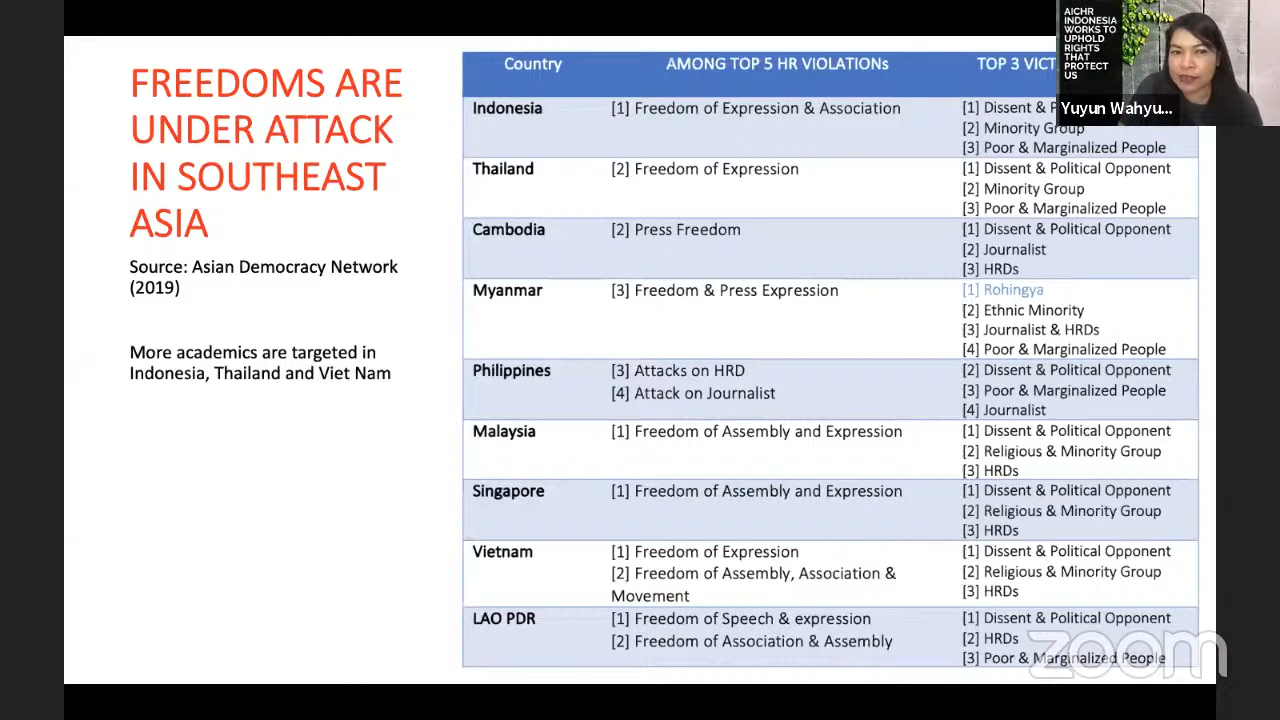 FREEDOMS ARE
UNDER ATTACK
IN SOUTHEAST
ASIA
Source: Asian Democracy Network
(2019)
More academics are targeted in
Indonesia, Thailand and Viet Nam
Country AMONG TOP 5 HR VIOLATIONs TOP 3 VICT
Indonesia [1] Freedom of Expression & Association [1] Dissent & P
[2] Minority Group
[3] Poor & Marginalized People
Thailand [2] Freedom of Expression [1] Dissent & Political Opponent
[2] Minority Group
[3] Poor & Marginalized People
Cambodia [2] Press Freedom [1] Dissent & Political Opponent
[2] Journalist
[3] HRDs
Myanmar [3] Freedom & Press Expression [1] Rohingya
[2] Ethnic Minority
[3] Journalist & HRDs
[4] Poor & Marginalized People
Philippines [3] Attacks on HRD [2] Dissent & Political Opponent
[4] Attack on Journalist [3] Poor & Marginalized People
[4] Journalist
Malaysia [1] Freedom of Assembly and Expression [1] Dissent & Political Opponent
[2] Religious & Minority Group
[3] HRDs
Singapore [1] Freedom of Assembly and Expression [1] Dissent & Political Opponent
[2] Religious & Minority Group
[3] HRDs
Vietnam [1] Freedom of Expression [1] Dissent & Political Opponent
[2] Freedom of Assembly, Association & [2] Religious & Minority Group
Movement [3] HRDs
LAO PDR [1] Freedom of Speech & expression [1] Dissent & Political Opponent
[2] Freedom of Association & Assembly [2] HRDs
[3] Poor & Marginalized People
AICHR
INDONESIA
WORKS TO
UPHOLD
RIGHTS
THAT
PROTECT
US
Yuyun Wahyu...
zoom